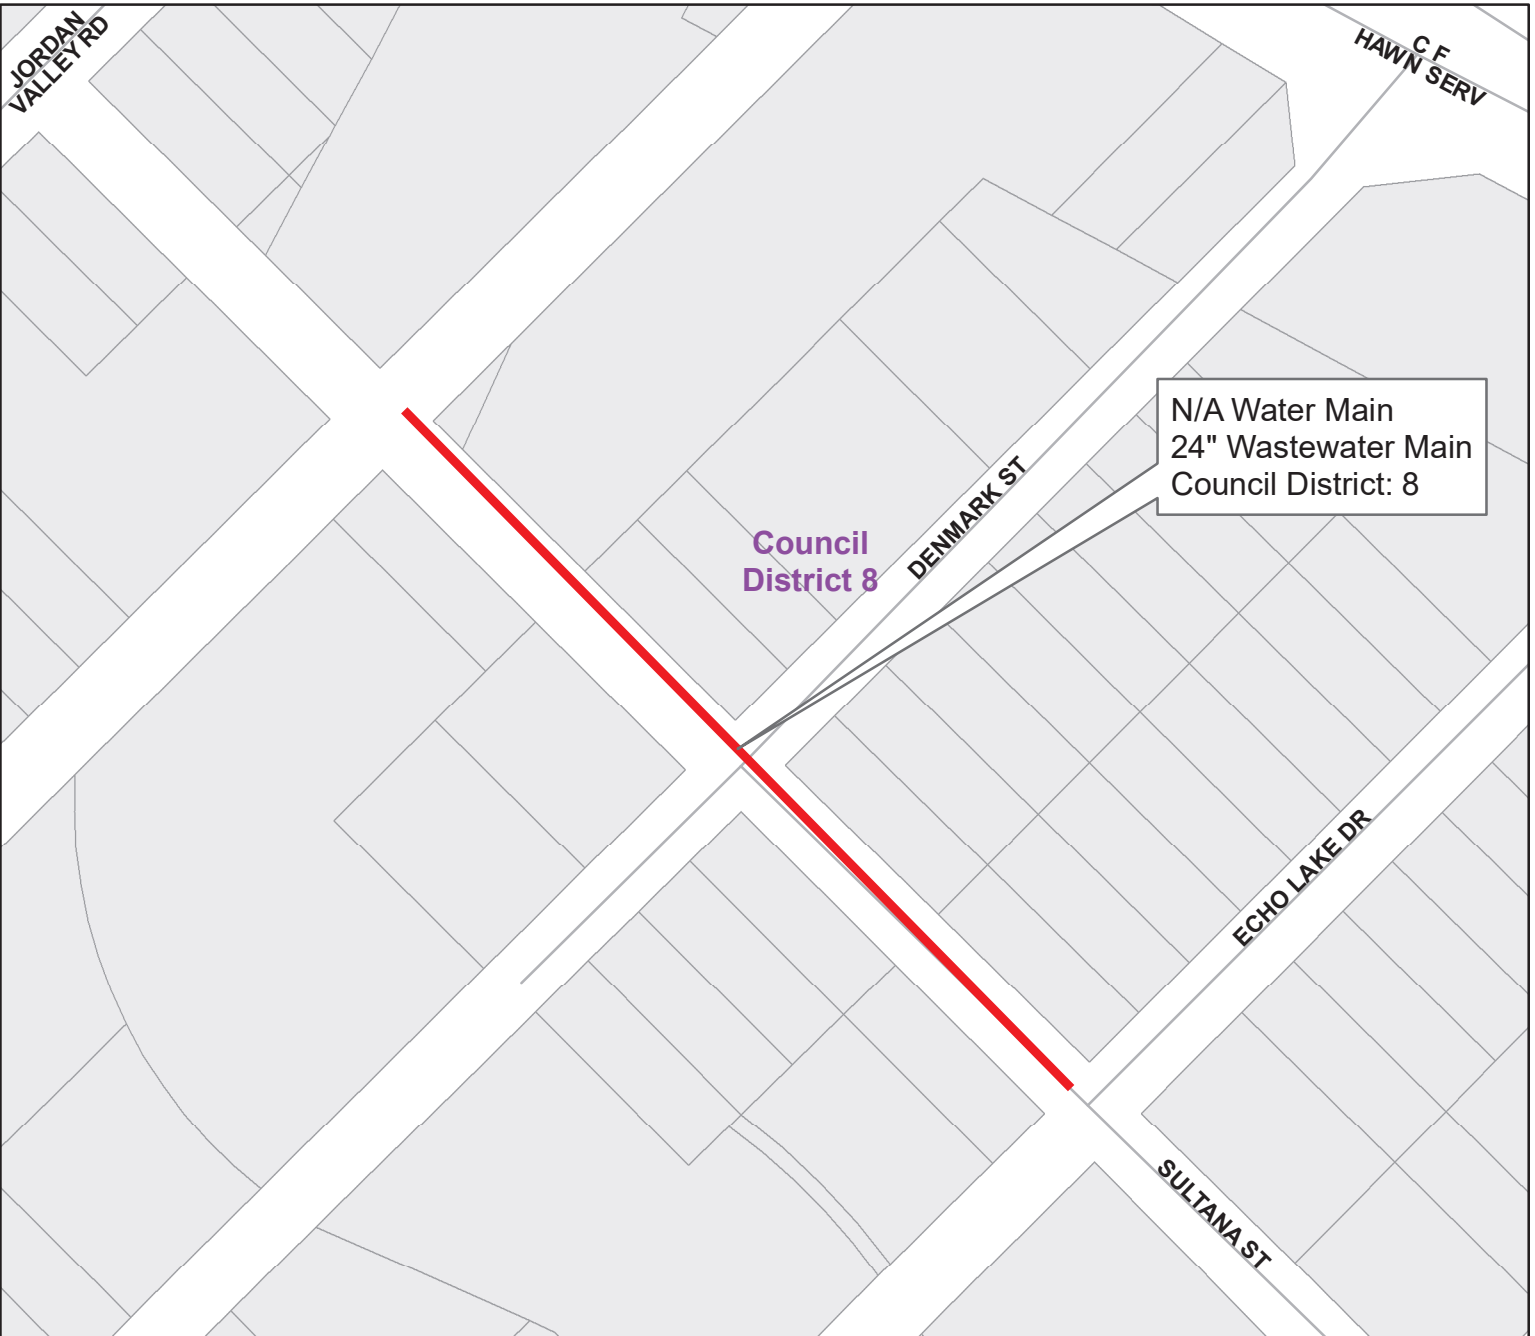 JORDAN
VALLEY RD
C F
HAWN SERV
N/A Water Main
24" Wastewater Main
Council District: 8
DENMARK ST
Council
District 8
ECHO LAKE DR
SULTANA ST